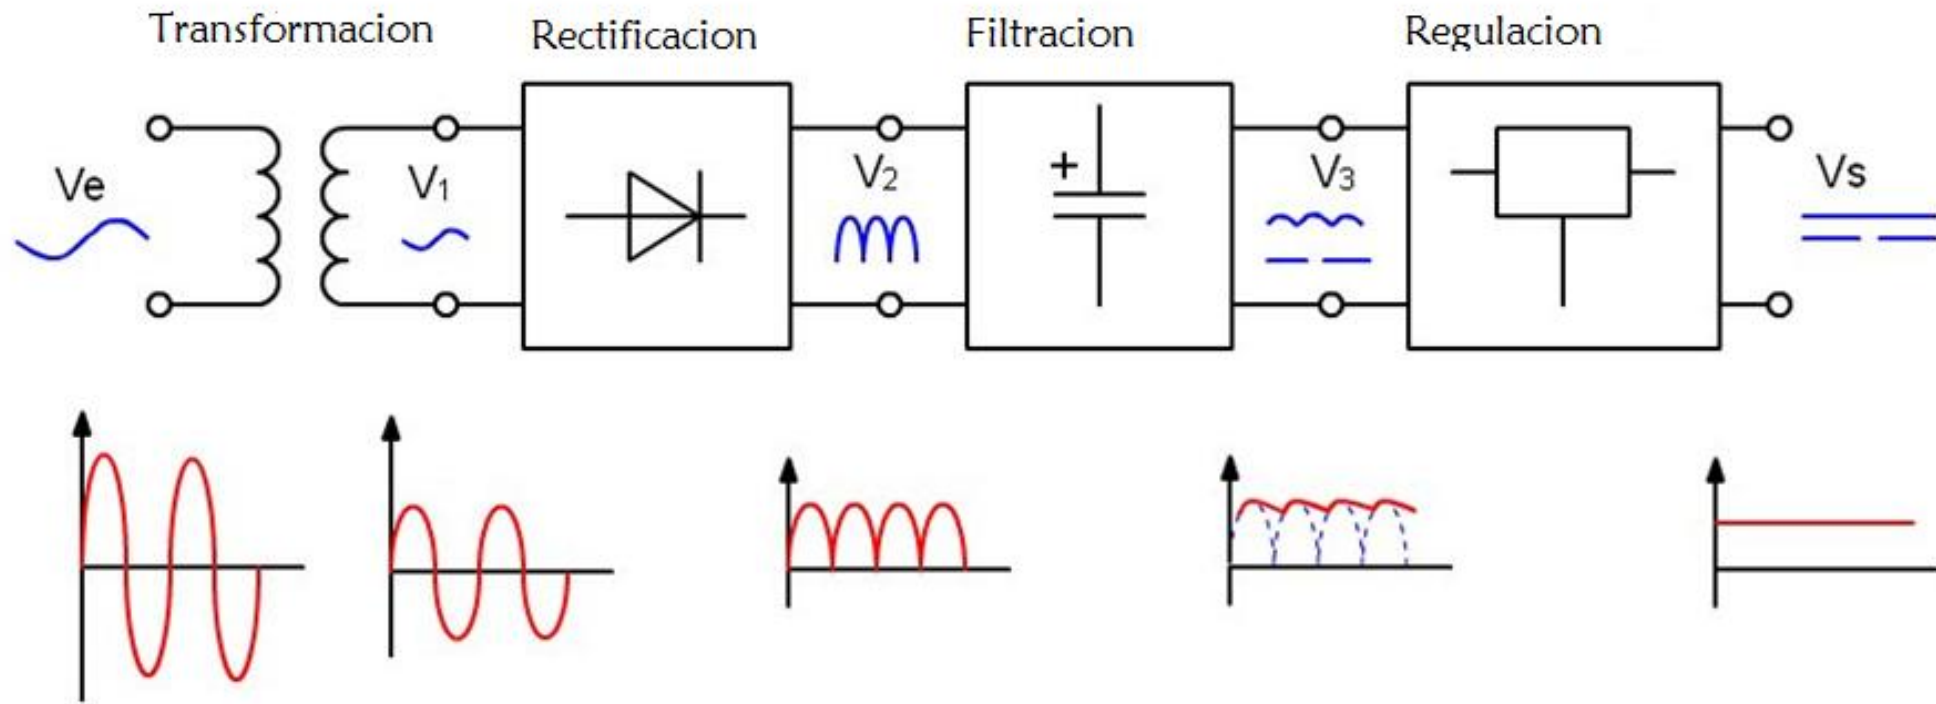 Transformacion
Rectificacion
Filtracion
Regulacion
Ve
V1
V2
+
V3
Vs